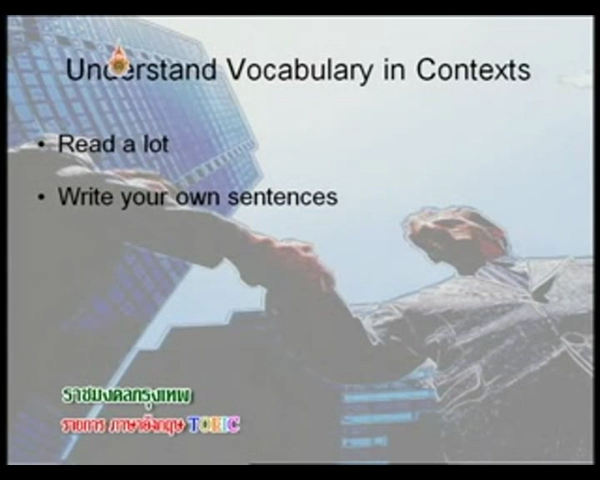 Understand Vocabulary in Contexts
• Read a lot
• Write your own sentences
ราชมงคลกรุงเทพ
รายการ ภาษาอังกฤษ TOEIC